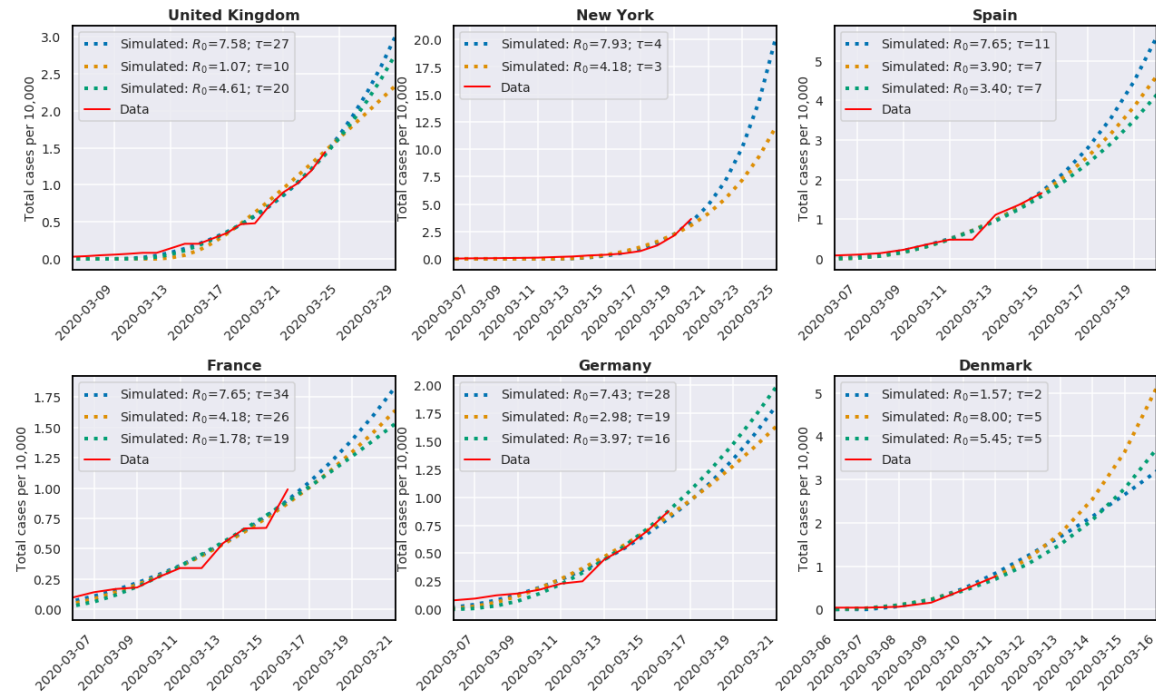 United Kingdom
3.0
2.5
2.0
1.5
1.0
0.5
0.0
Total cases per 10,000
Simulated: R₀=7.58; τ=27
Simulated: R₀=1.07; τ=10
Simulated: R₀=4.61; τ=20
Data
2020-03-09
2020-03-13
2020-03-17
2020-03-21
2020-03-25
2020-03-29
New York
20.0
17.5
15.0
12.5
10.0
7.5
5.0
2.5
0.0
Total cases per 10,000
Simulated: R₀=7.93; τ=4
Simulated: R₀=4.18; τ=3
Data
2020-03-07
2020-03-09
2020-03-11
2020-03-13
2020-03-15
2020-03-17
2020-03-19
2020-03-21
2020-03-23
2020-03-25
Spain
5
4
3
2
1
0
Total cases per 10,000
Simulated: R₀=7.65; τ=11
Simulated: R₀=3.90; τ=7
Simulated: R₀=3.40; τ=7
Data
2020-03-07
2020-03-09
2020-03-11
2020-03-13
2020-03-15
2020-03-17
2020-03-19
France
1.75
1.50
1.25
1.00
0.75
0.50
0.25
0.00
Total cases per 10,000
Simulated: R₀=7.65; τ=34
Simulated: R₀=4.18; τ=26
Simulated: R₀=1.78; τ=19
Data
2020-03-07
2020-03-09
2020-03-11
2020-03-13
2020-03-15
2020-03-17
2020-03-19
2020-03-21
Germany
2.00
1.75
1.50
1.25
1.00
0.75
0.50
0.25
0.00
Total cases per 10,000
Simulated: R₀=7.43; τ=28
Simulated: R₀=2.98; τ=19
Simulated: R₀=3.97; τ=16
Data
2020-03-07
2020-03-09
2020-03-11
2020-03-13
2020-03-15
2020-03-17
2020-03-19
2020-03-21
Denmark
5
4
3
2
1
0
Total cases per 10,000
Simulated: R₀=1.57; τ=2
Simulated: R₀=8.00; τ=5
Simulated: R₀=5.45; τ=5
Data
2020-03-06
2020-03-07
2020-03-08
2020-03-09
2020-03-10
2020-03-11
2020-03-12
2020-03-13
2020-03-14
2020-03-15
2020-03-16